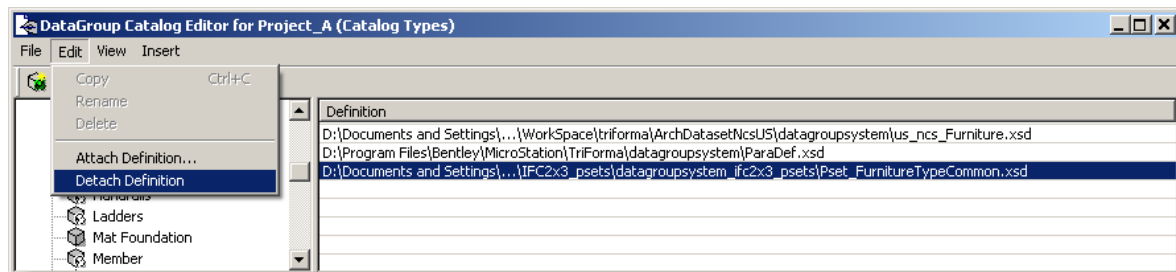 DataGroup Catalog Editor for Project_A (Catalog Types)
File Edit View Insert
Copy Ctrl+C
Rename
Delete
Attach Definition...
Detach Definition
Handrails
Ladders
Mat Foundation
Member
Definition
D:\Documents and Settings\...\WorkSpace\triforma\ArchDatasetNcsUS\datagroupsystem\us_ncs_Furniture.xsd
D:\Program Files\Bentley\MicroStation\TriForma\datagroupsystem\ParaDef.xsd
D:\Documents and Settings\...\IFC2x3_psets\datagroupsystem_ifc2x3_psets\Pset_FurnitureTypeCommon.xsd